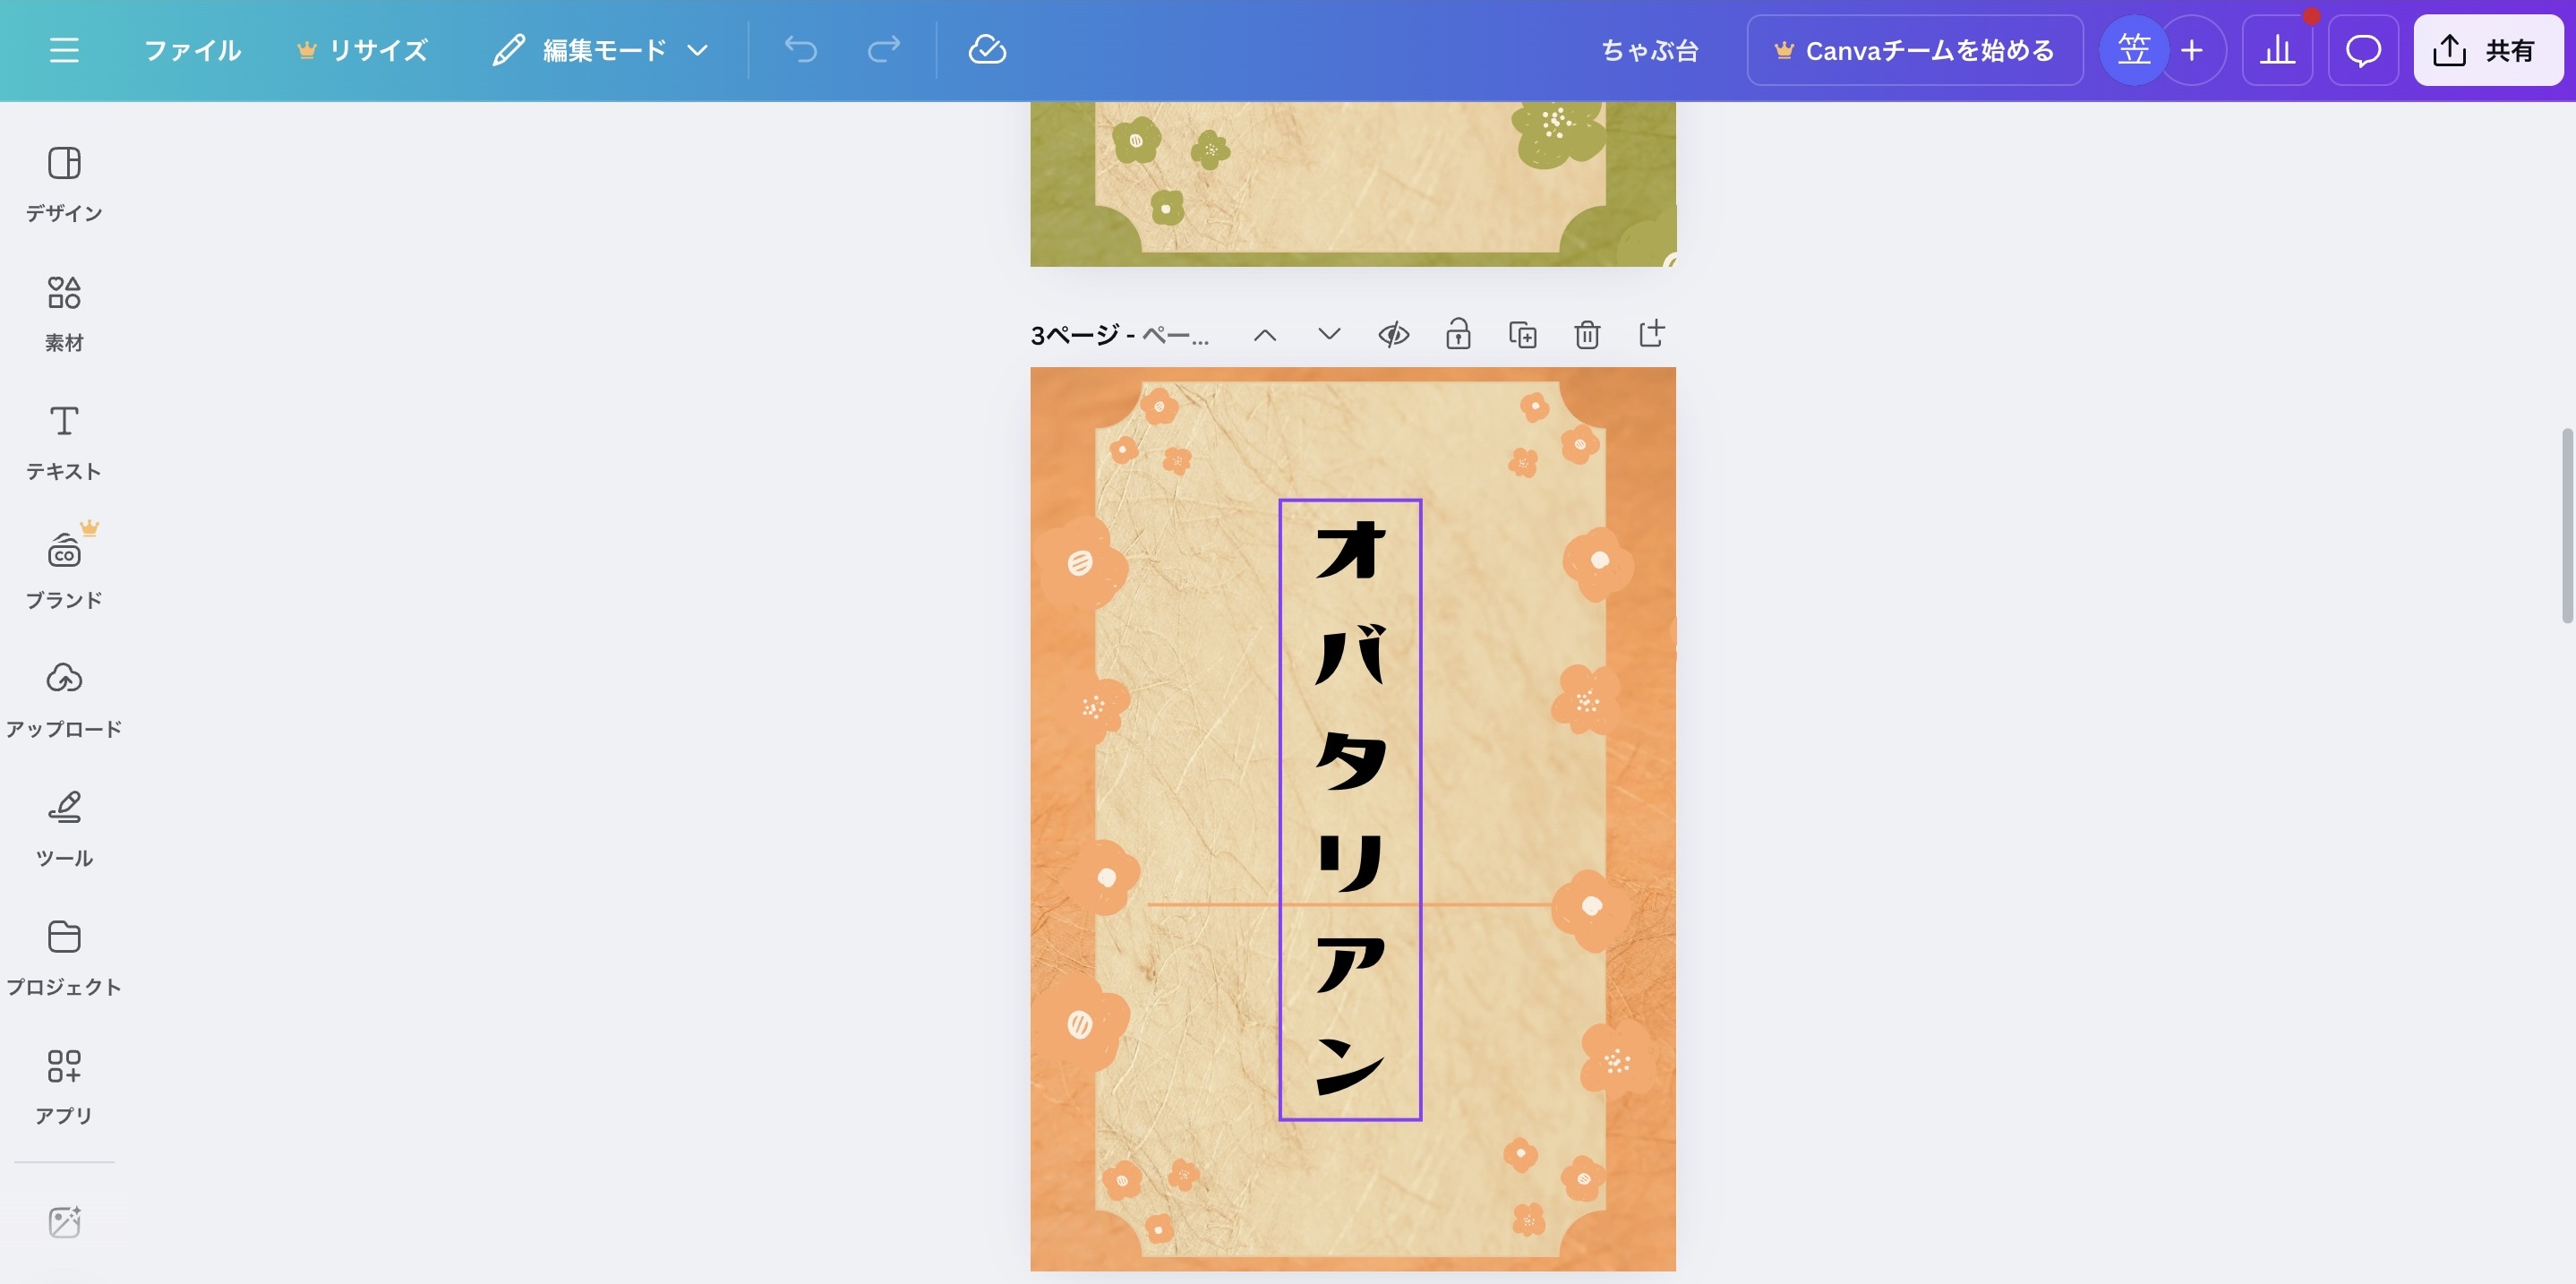 ファイル
リサイズ
編集モード
ちゃぶ台
Canvaチームを始める
笠
共有
デザイン
素材
テキスト
CO
ブランド
アップロード
ツール
プロジェクト
アプリ
3ページ - ペー...
オバタリアン